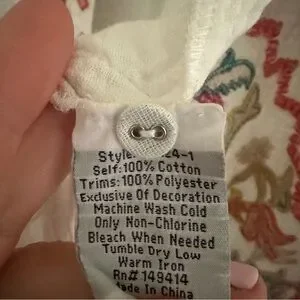 Style: 24-1
Self:100% Cotton
Trims:100% Polyester
Exclusive Of Decoration
Machine Wash Cold
Only Non-Chlorine
Bleach When Needed
Tumble Dry Low
Warm Iron
Rn# 149414
Made In China